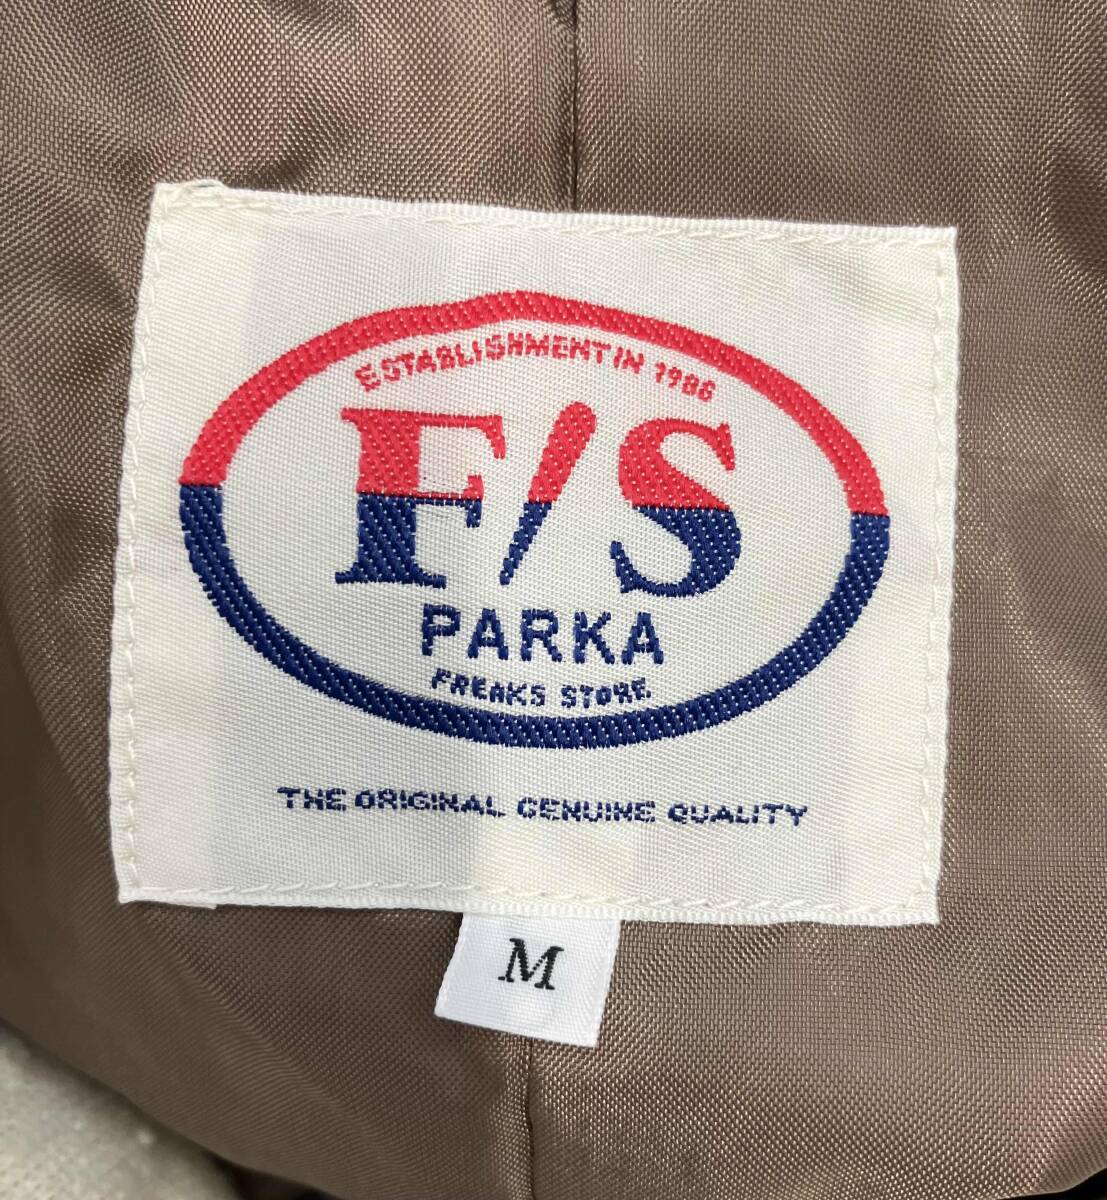 ESTABLISHMENT IN 1986
F/S
PARKA
FREAKS STORE
THE ORIGINAL GENUINE QUALITY
M